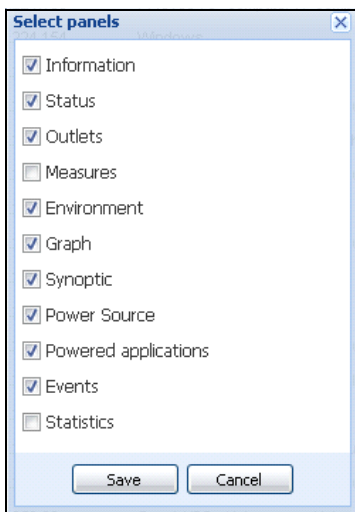 Select panels
Information
Status
Outlets
Measures
Environment
Graph
Synoptic
Power Source
Powered applications
Events
Statistics
Save Cancel